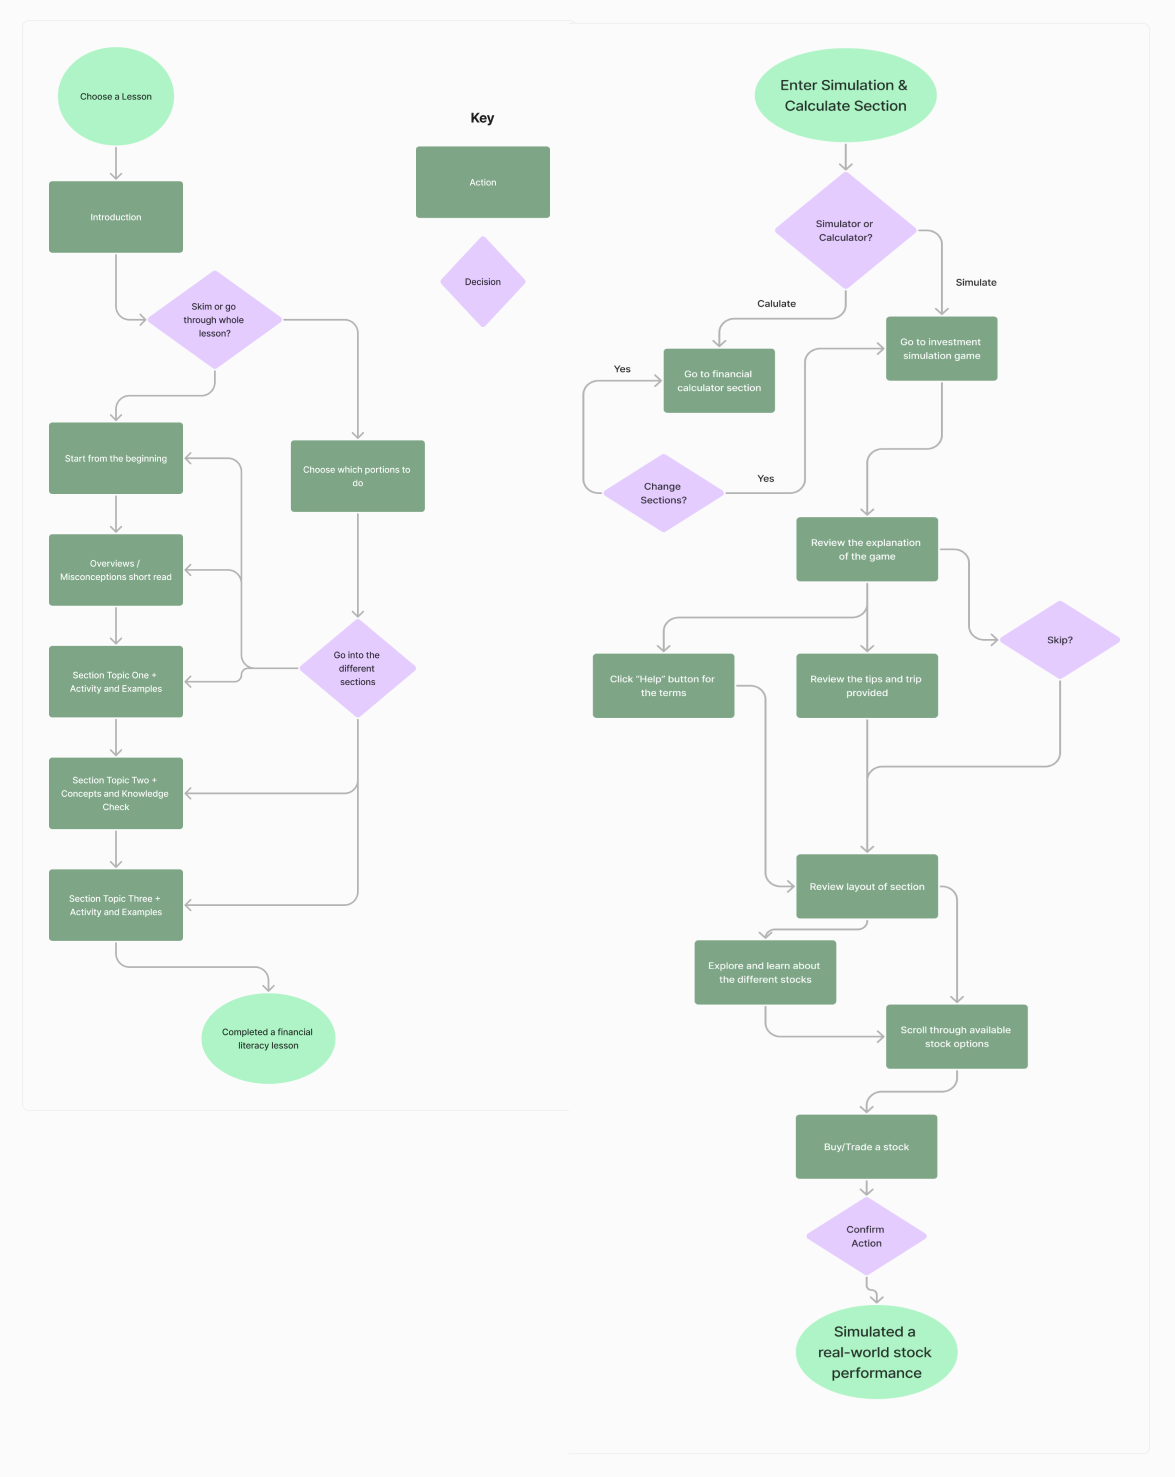 Choose a Lesson
Introduction
Skim or go
through whole
lesson?
Start from the beginning
Choose which portions to
do
Overviews /
Misconceptions short read
Section Topic One +
Activity and Examples
Go into the
different
sections
Section Topic Two +
Concepts and Knowledge
Check
Section Topic Three +
Activity and Examples
Completed a financial
literacy lesson
Key
Action
Decision
Enter Simulation &
Calculate Section
Simulator or
Calculator?
Simulate
Calulate
Go to investment
simulation game
Go to financial
calculator section
Yes
Change
Sections?
Yes
Review the explanation
of the game
Skip?
Click "Help" button for
the terms
Review the tips and trip
provided
Review layout of section
Explore and learn about
the different stocks
Scroll through available
stock options
Buy/Trade a stock
Confirm
Action
Simulated a
real-world stock
performance